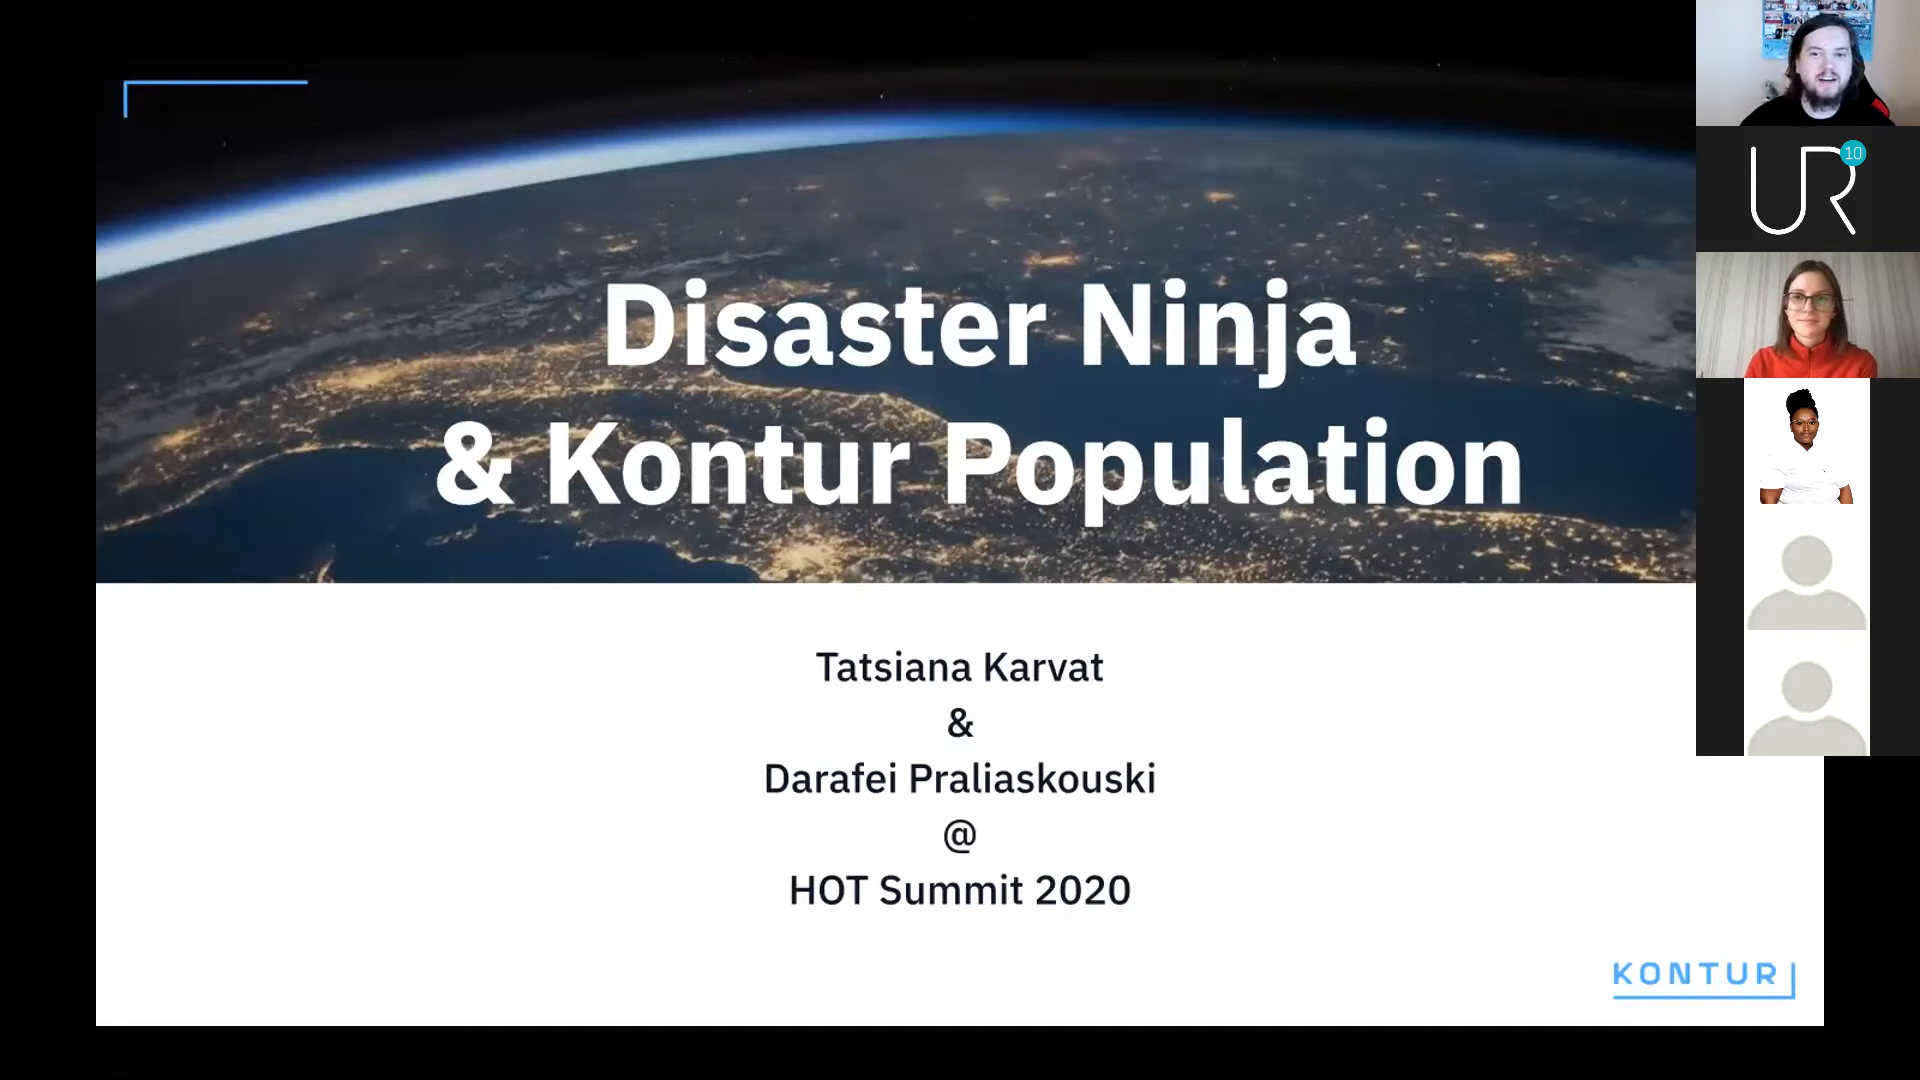 Disaster Ninja
& Kontur Population
Tatsiana Karvat
&
Darafei Praliaskouski
@
HOT Summit 2020
KONTUR
UR
10